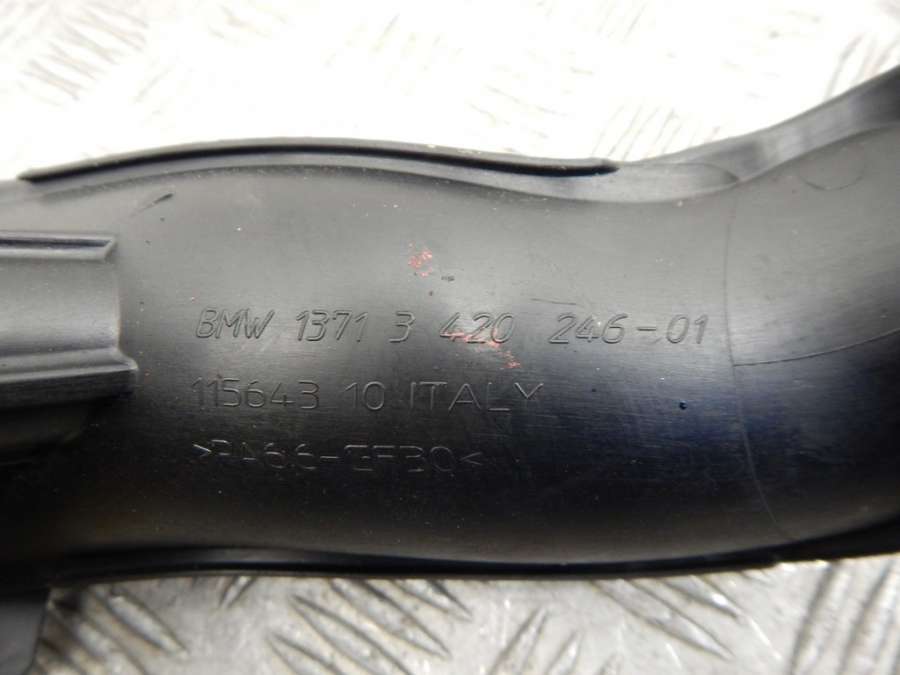 BMW 1371 3 420 246-01
115643 10 ITALY
>PA66-GF30<